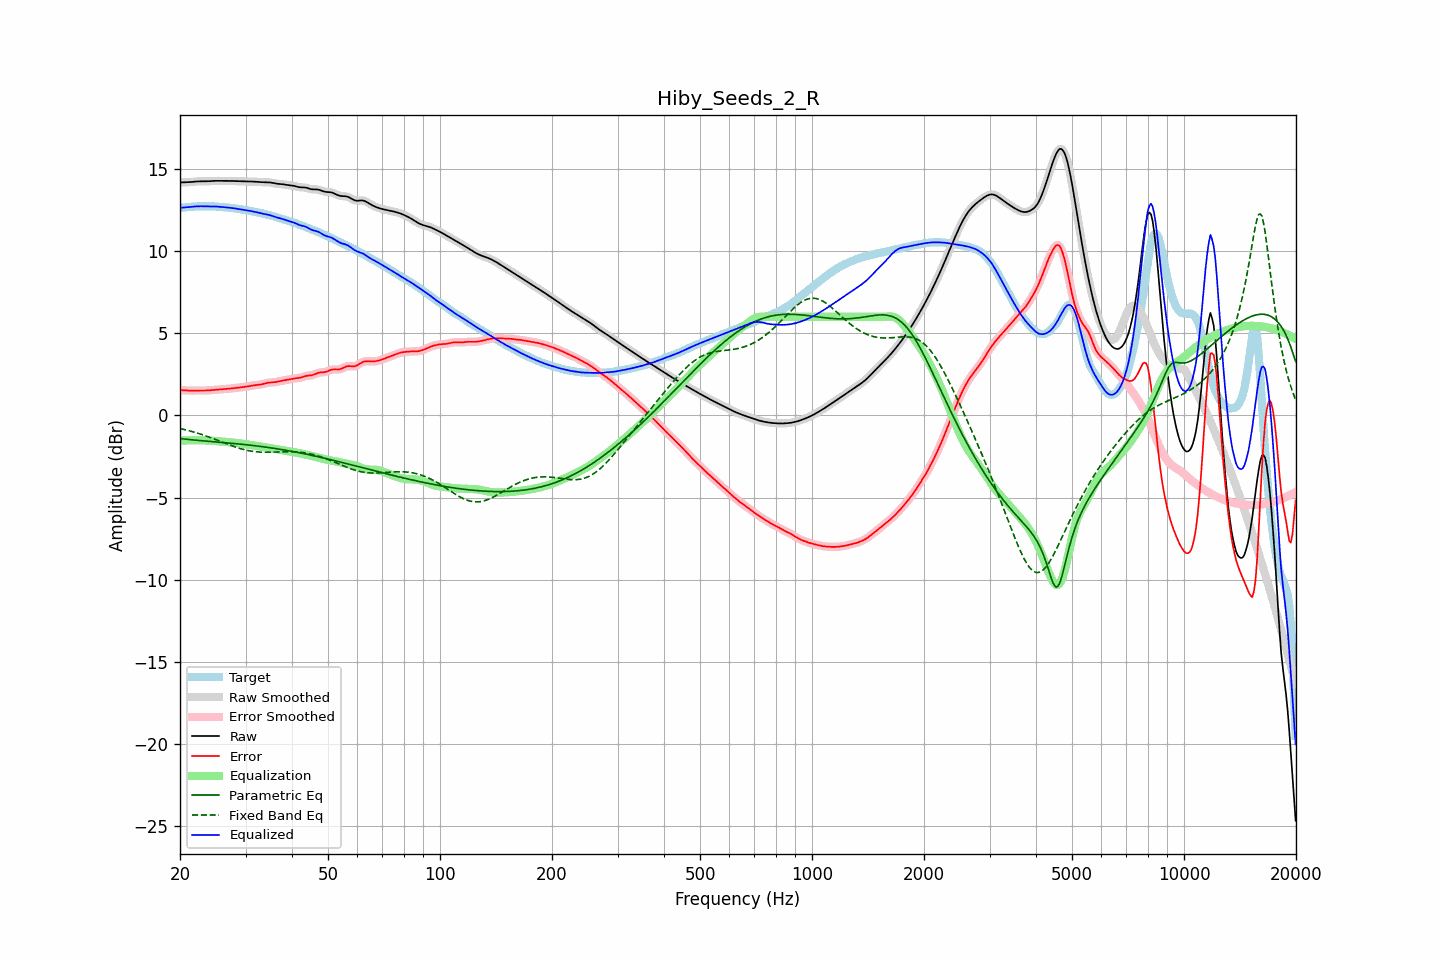 Hiby_Seeds_2_R
Amplitude (dBr)
15
10
5
0
−5
−10
−15
−20
−25
Target
Raw Smoothed
Error Smoothed
Raw
Error
Equalization
Parametric Eq
Fixed Band Eq
Equalized
20 50 100 200 500 1000 2000 5000 10000 20000
Frequency (Hz)